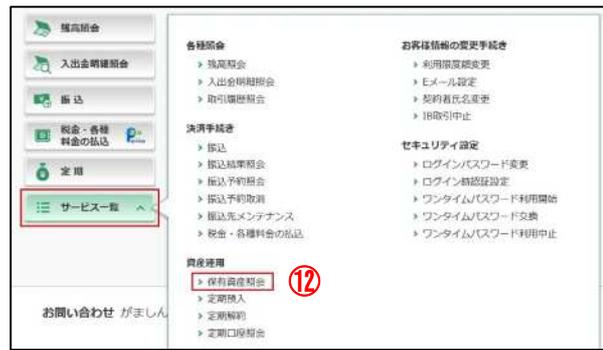 残高照会
入出金明細照会
振込
税金・各種
料金の払込
定期
サービス一覧
お問い合わせ がましん
各種照会
残高照会
入出金明細照会
取引履歴照会
決済手続き
振込
振込結果照会
振込予約照会
振込予約取消
振込先メンテナンス
税金・各種料金の払込
資産運用
保有資産照会
⑫
定期預入
定期解約
定期口座照会
お客様情報の変更手続き
利用限度額変更
Eメール設定
契約者氏名変更
IB取引中止
セキュリティ設定
ログインパスワード変更
ログイン時認証設定
ワンタイムパスワード利用開始
ワンタイムパスワード交換
ワンタイムパスワード利用中止